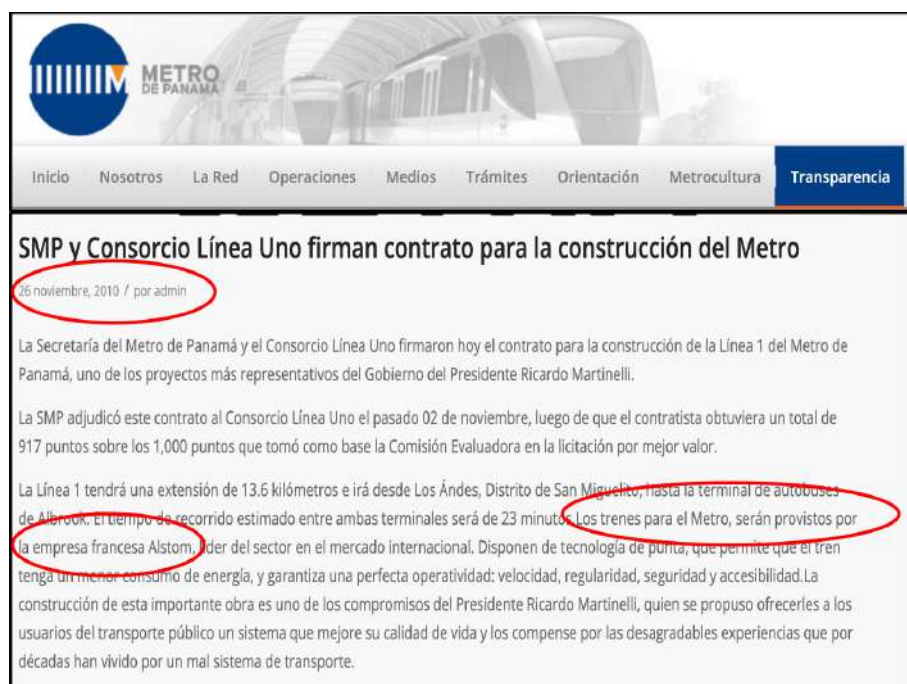 METRO
DE PANAMÁ
Inicio Nosotros La Red Operaciones Medios Trámites Orientación Metrocultura Transparencia
SMP y Consorcio Línea Uno firman contrato para la construcción del Metro
26 noviembre, 2010 / por admin
La Secretaría del Metro de Panamá y el Consorcio Línea Uno firmaron hoy el contrato para la construcción de la Línea 1 del Metro de
Panamá, uno de los proyectos más representativos del Gobierno del Presidente Ricardo Martinelli.
La SMP adjudicó este contrato al Consorcio Línea Uno el pasado 02 de noviembre, luego de que el contratista obtuviera un total de
917 puntos sobre los 1,000 puntos que tomó como base la Comisión Evaluadora en la licitación por mejor valor.
La Línea 1 tendrá una extensión de 13.6 kilómetros e irá desde Los Ándes, Distrito de San Miguelito, hasta la terminal de autobuses
de Albrook. El tiempo de recorrido estimado entre ambas terminales será de 23 minutos. Los trenes para el Metro, serán provistos por
la empresa francesa Alstom, líder del sector en el mercado internacional. Disponen de tecnología de punta, que permite que el tren
tenga un menor consumo de energía, y garantiza una perfecta operatividad: velocidad, regularidad, seguridad y accesibilidad.La
construcción de esta importante obra es uno de los compromisos del Presidente Ricardo Martinelli, quien se propuso ofrecerles a los
usuarios del transporte público un sistema que mejore su calidad de vida y los compense por las desagradables experiencias que por
décadas han vivido por un mal sistema de transporte.